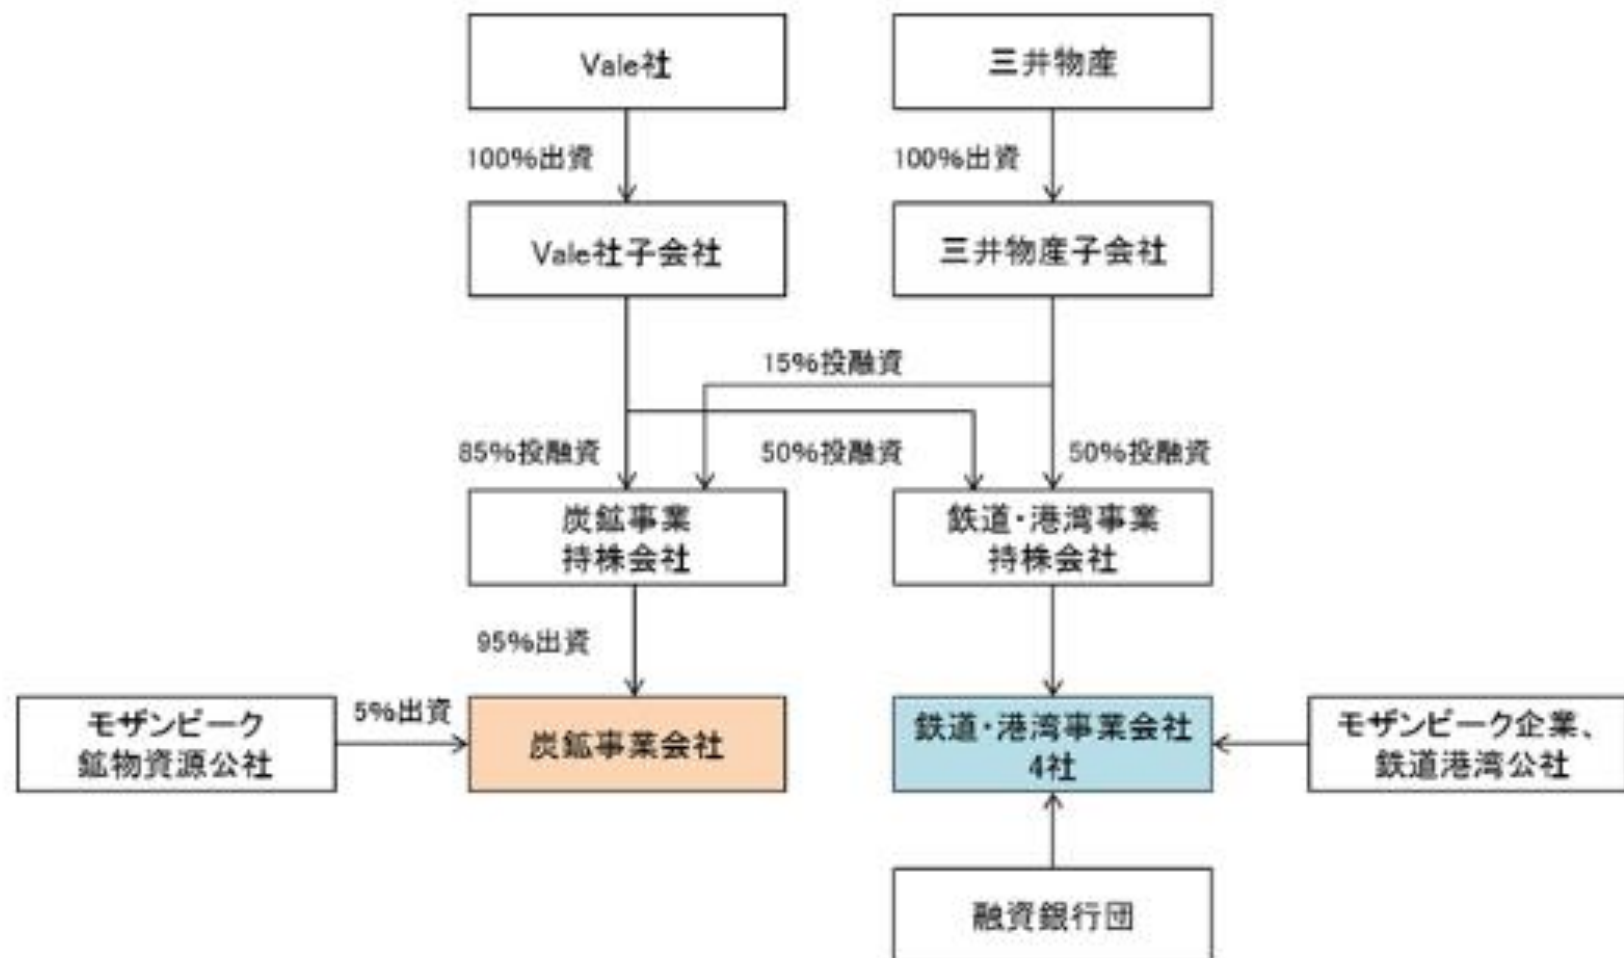 Vale社
三井物産
100%出資
100%出資
Vale社子会社
三井物産子会社
15%投融資
85%投融資
50%投融資
50%投融資
炭鉱事業
持株会社
鉄道・港湾事業
持株会社
95%出資
モザンビーク
鉱物資源公社
5%出資
炭鉱事業会社
鉄道・港湾事業会社
4社
モザンビーク企業、
鉄道港湾公社
融資銀行団